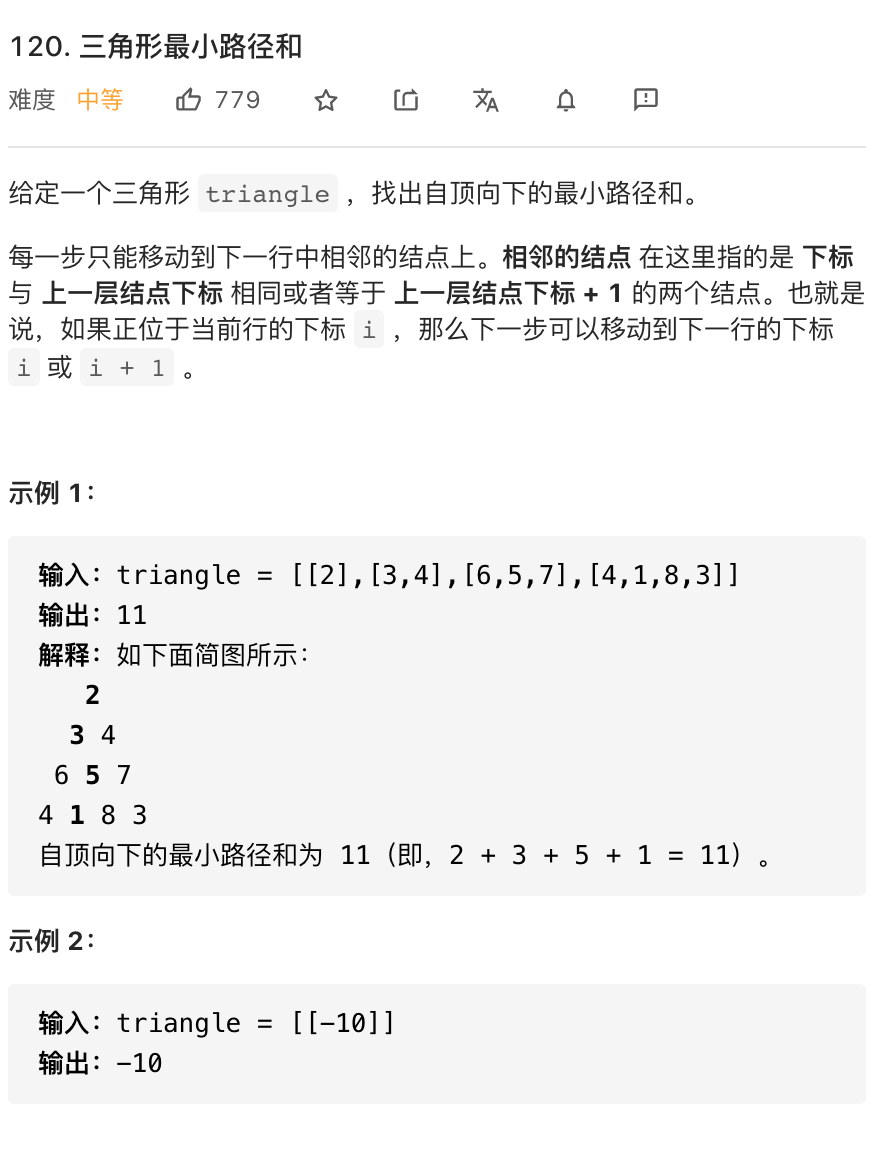 120. 三角形最小路径和
难度 中等 779
给定一个三角形 triangle ，找出自顶向下的最小路径和。
每一步只能移动到下一行中相邻的结点上。相邻的结点 在这里指的是 下标
与 上一层结点下标 相同或者等于 上一层结点下标 + 1 的两个结点。也就是
说，如果正位于当前行的下标 i ，那么下一步可以移动到下一行的下标
i 或 i + 1 。
示例 1：
输入：triangle = [[2],[3,4],[6,5,7],[4,1,8,3]]
输出：11
解释：如下面简图所示：
2
3 4
6 5 7
4 1 8 3
自顶向下的最小路径和为 11（即，2 + 3 + 5 + 1 = 11）。
示例 2：
输入：triangle = [[-10]]
输出：-10